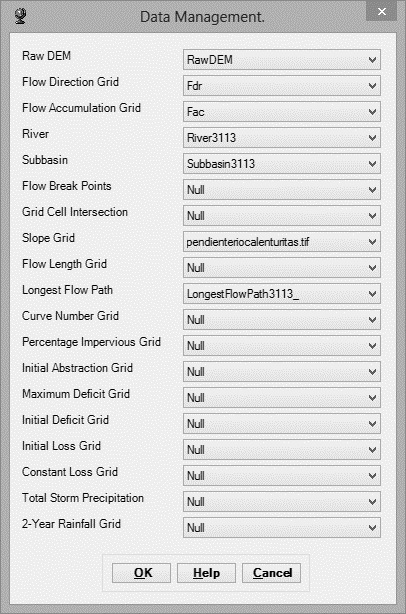 Data Management.
Raw DEM RawDEM
Flow Direction Grid Fdr
Flow Accumulation Grid Fac
River River3113
Subbasin Subbasin3113
Flow Break Points Null
Grid Cell Intersection Null
Slope Grid pendienteriocalenturitas.tif
Flow Length Grid Null
Longest Flow Path LongestFlowPath3113_
Curve Number Grid Null
Percentage Impervious Grid Null
Initial Abstraction Grid Null
Maximum Deficit Grid Null
Initial Deficit Grid Null
Initial Loss Grid Null
Constant Loss Grid Null
Total Storm Precipitation Null
2-Year Rainfall Grid Null
OK Help Cancel